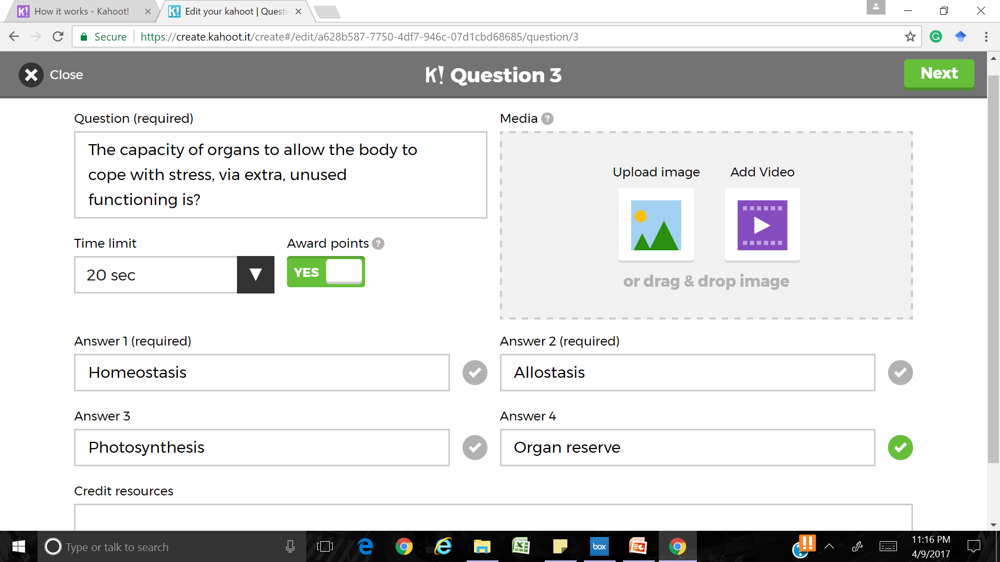 How it works - Kahoot!
Edit your kahoot | Questi
Secure
https://create.kahoot.it/create#/edit/a628b587-7750-4df7-946c-07d1cbd68685/question/3
Close
K! Question 3
Next
Question (required)
The capacity of organs to allow the body to
cope with stress, via extra, unused
functioning is?
Media ?
Upload image
Add Video
or drag & drop image
Time limit
20 sec
Award points ?
YES
Answer 1 (required)
Homeostasis
Answer 2 (required)
Allostasis
Answer 3
Photosynthesis
Answer 4
Organ reserve
Credit resources
Type or talk to search
box
11:16 PM
4/9/2017